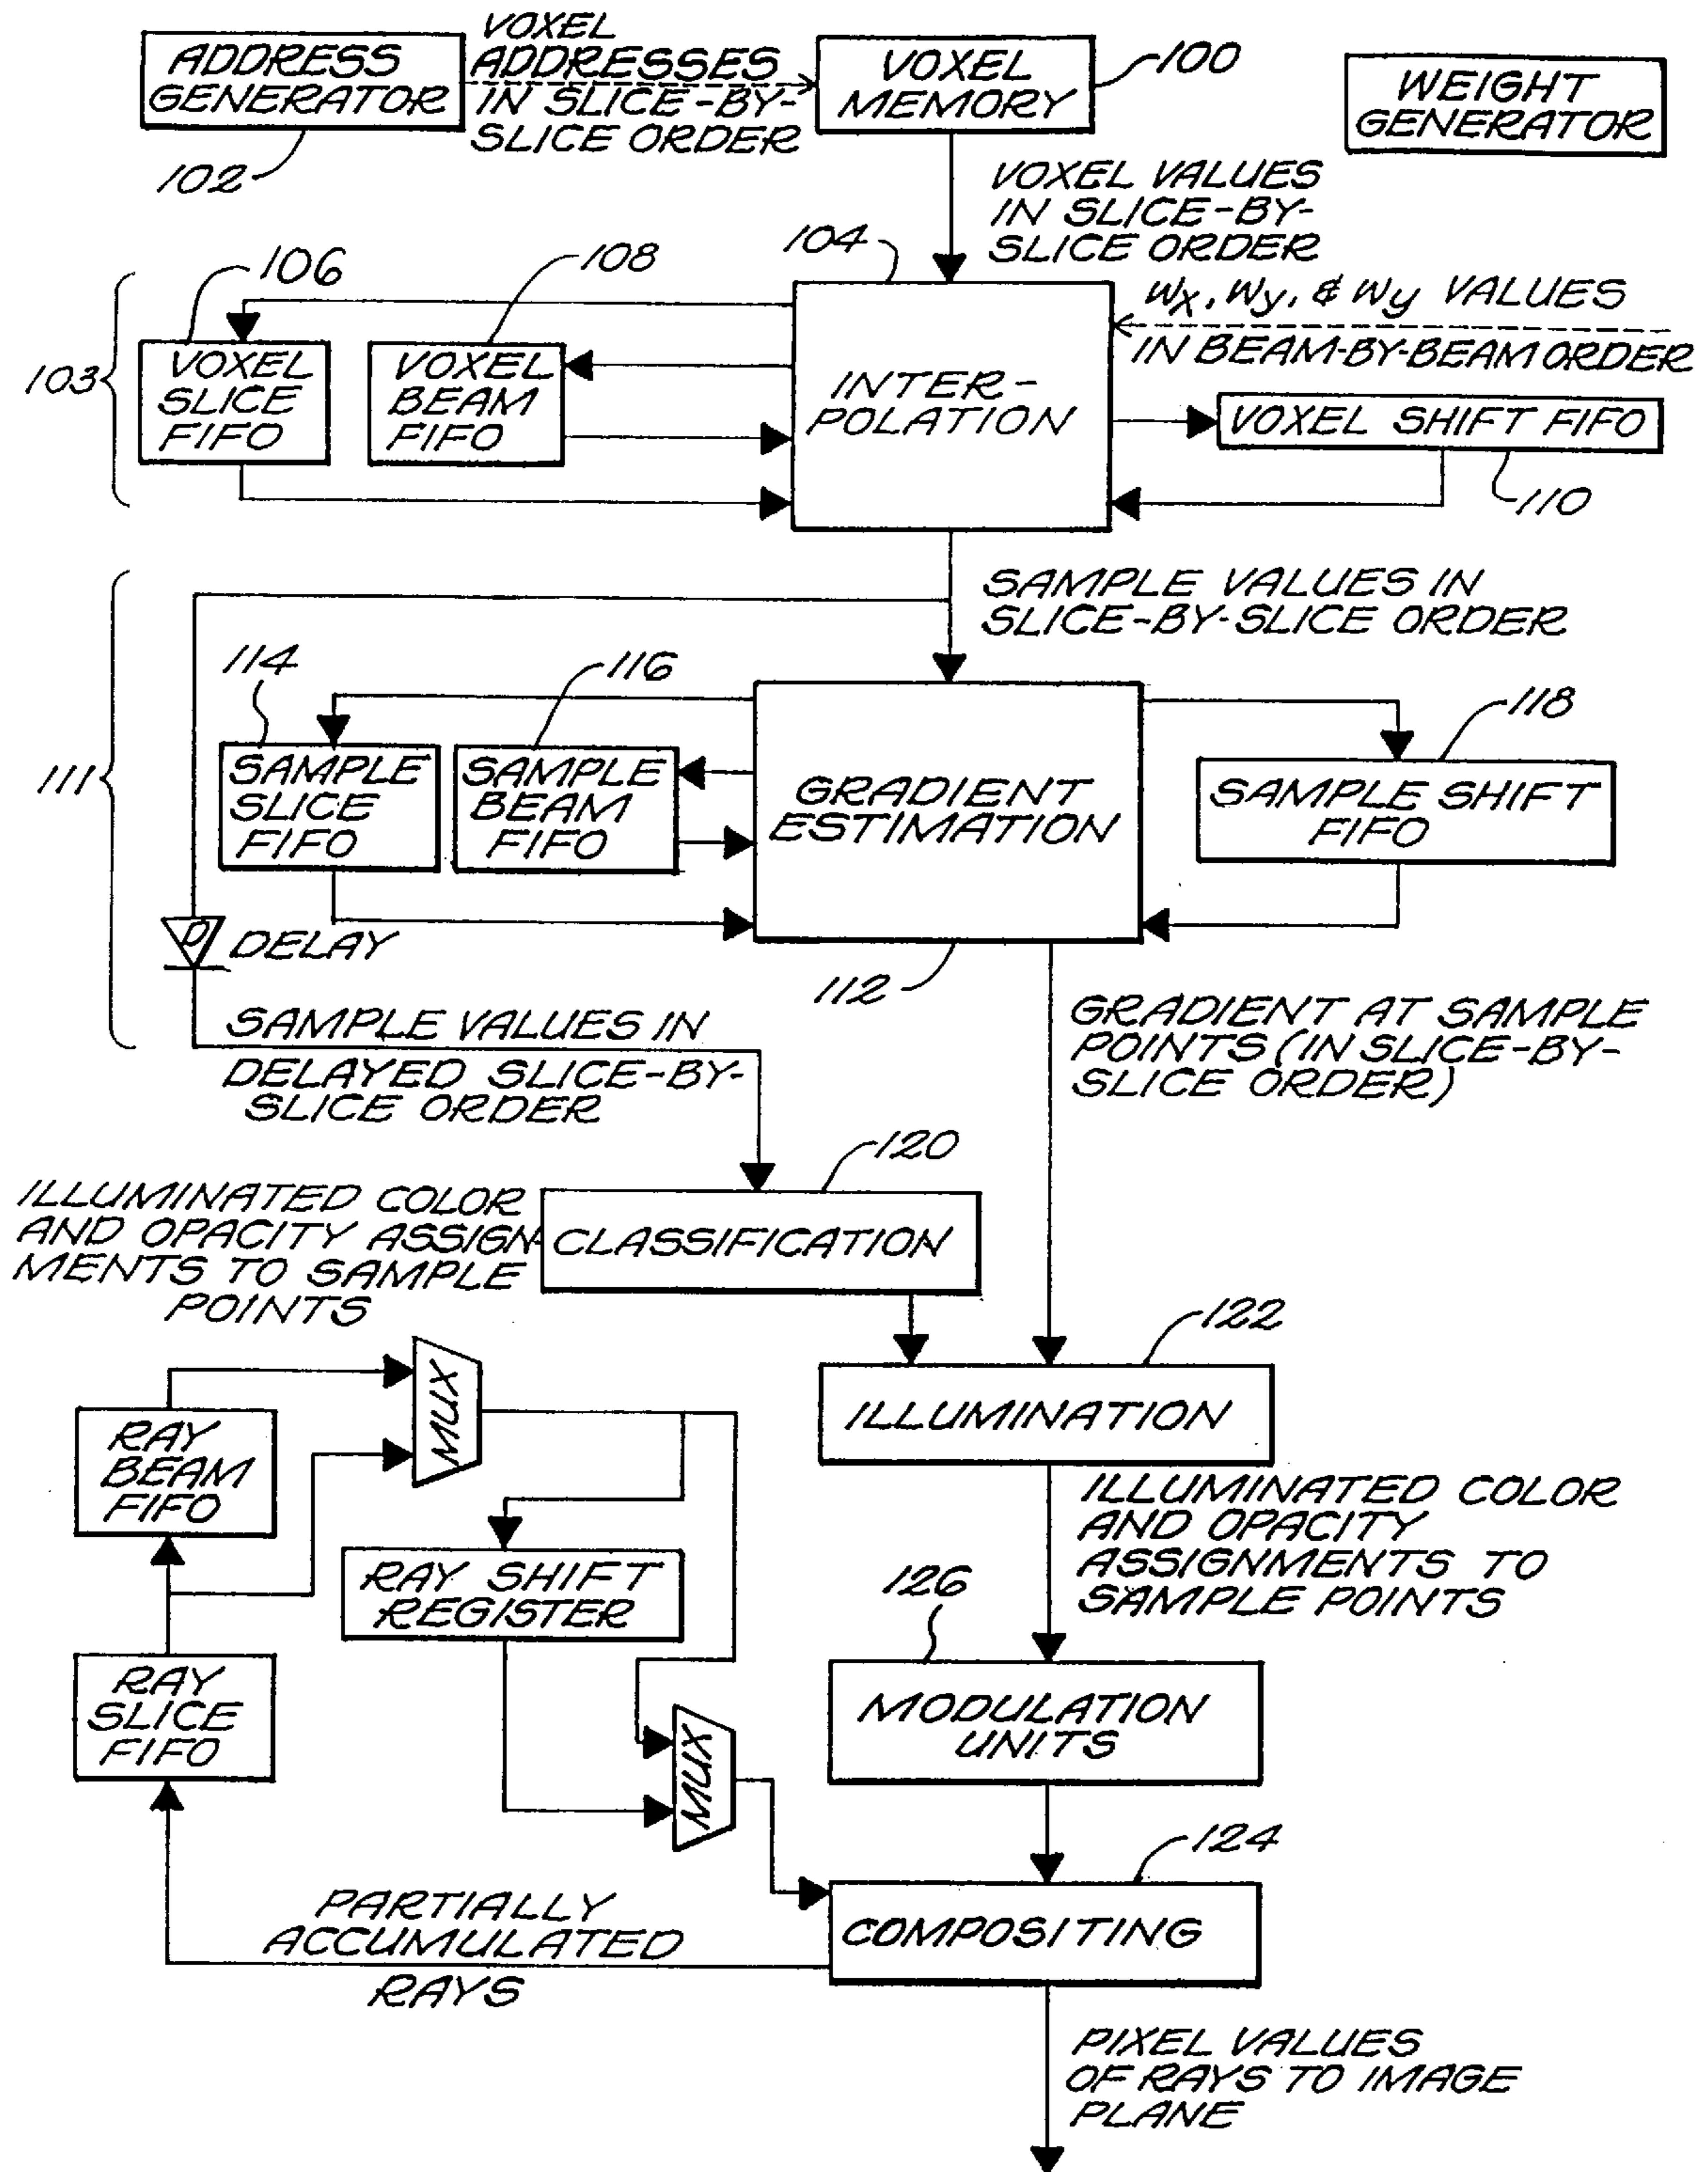 ADDRESS
GENERATOR
102
VOXEL
ADDRESSES
IN SLICE-BY-
SLICE ORDER
VOXEL
MEMORY
100
WEIGHT
GENERATOR
VOXEL VALUES
IN SLICE-BY-
SLICE ORDER
103
106
VOXEL
SLICE
FIFO
108
VOXEL
BEAM
FIFO
104
INTER-
POLATION
Wx, Wy, & Wy VALUES
IN BEAM-BY-BEAM ORDER
VOXEL SHIFT FIFO
110
SAMPLE VALUES IN
SLICE-BY-SLICE ORDER
111
114
SAMPLE
SLICE
FIFO
116
SAMPLE
BEAM
FIFO
GRADIENT
ESTIMATION
112
118
SAMPLE SHIFT
FIFO
D
DELAY
SAMPLE VALUES IN
DELAYED SLICE-BY-
SLICE ORDER
GRADIENT AT SAMPLE
POINTS (IN SLICE-BY-
SLICE ORDER)
ILLUMINATED COLOR
AND OPACITY ASSIGN-
MENTS TO SAMPLE
POINTS
120
CLASSIFICATION
122
ILLUMINATION
RAY
BEAM
FIFO
MUX
RAY SHIFT
REGISTER
RAY
SLICE
FIFO
MUX
ILLUMINATED COLOR
AND OPACITY
ASSIGNMENTS TO
SAMPLE POINTS
126
MODULATION
UNITS
124
COMPOSITING
PARTIALLY
ACCUMULATED
RAYS
PIXEL VALUES
OF RAYS TO IMAGE
PLANE